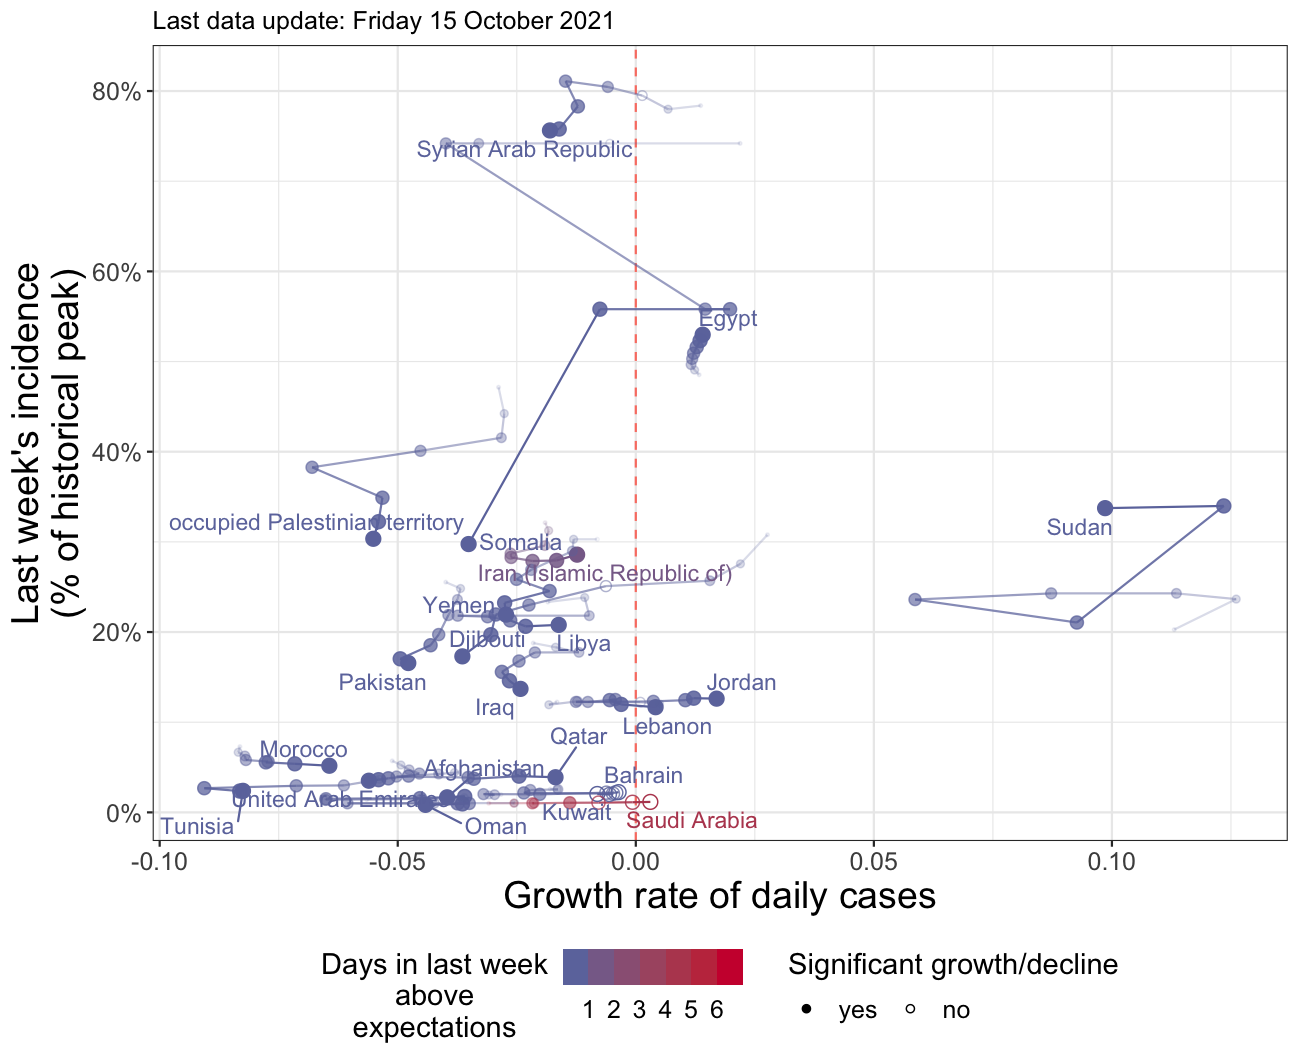 Last data update: Friday 15 October 2021
Last week's incidence
(% of historical peak)
80%
60%
40%
20%
0%
Syrian Arab Republic
Egypt
occupied Palestinian territory
Somalia
Sudan
Iran (Islamic Republic of)
Yemen
Djibouti
Libya
Pakistan
Iraq
Jordan
Lebanon
Qatar
Morocco
Afghanistan
Bahrain
United Arab Emirates
Kuwait
Saudi Arabia
Tunisia
Oman
-0.10
-0.05
0.00
0.05
0.10
Growth rate of daily cases
Days in last week
above
expectations
1 2 3 4 5 6
Significant growth/decline
yes
no